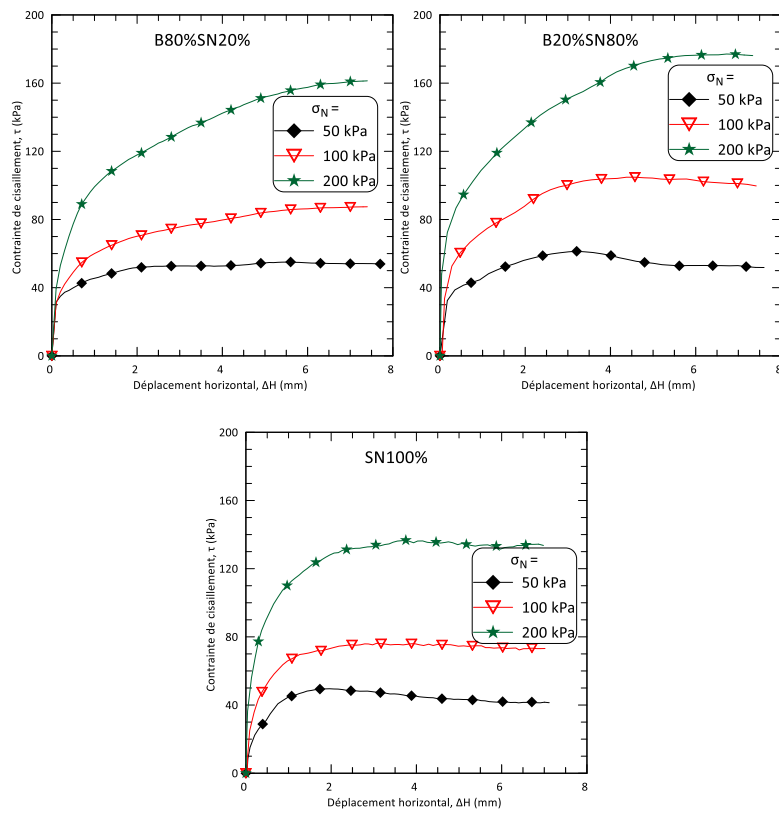 B80%SN20%
Contrainte de cisaillement, τ (kPa)
200
160
120
80
40
0
0
2
4
6
8
Déplacement horizontal, ΔH (mm)
σN =
50 kPa
100 kPa
200 kPa
B20%SN80%
Contrainte de cisaillement, τ (kPa)
200
160
120
80
40
0
0
2
4
6
8
Déplacement horizontal, ΔH (mm)
σN =
50 kPa
100 kPa
200 kPa
SN100%
Contrainte de cisaillement, τ (kPa)
200
160
120
80
40
0
0
2
4
6
8
Déplacement horizontal, ΔH (mm)
σN =
50 kPa
100 kPa
200 kPa